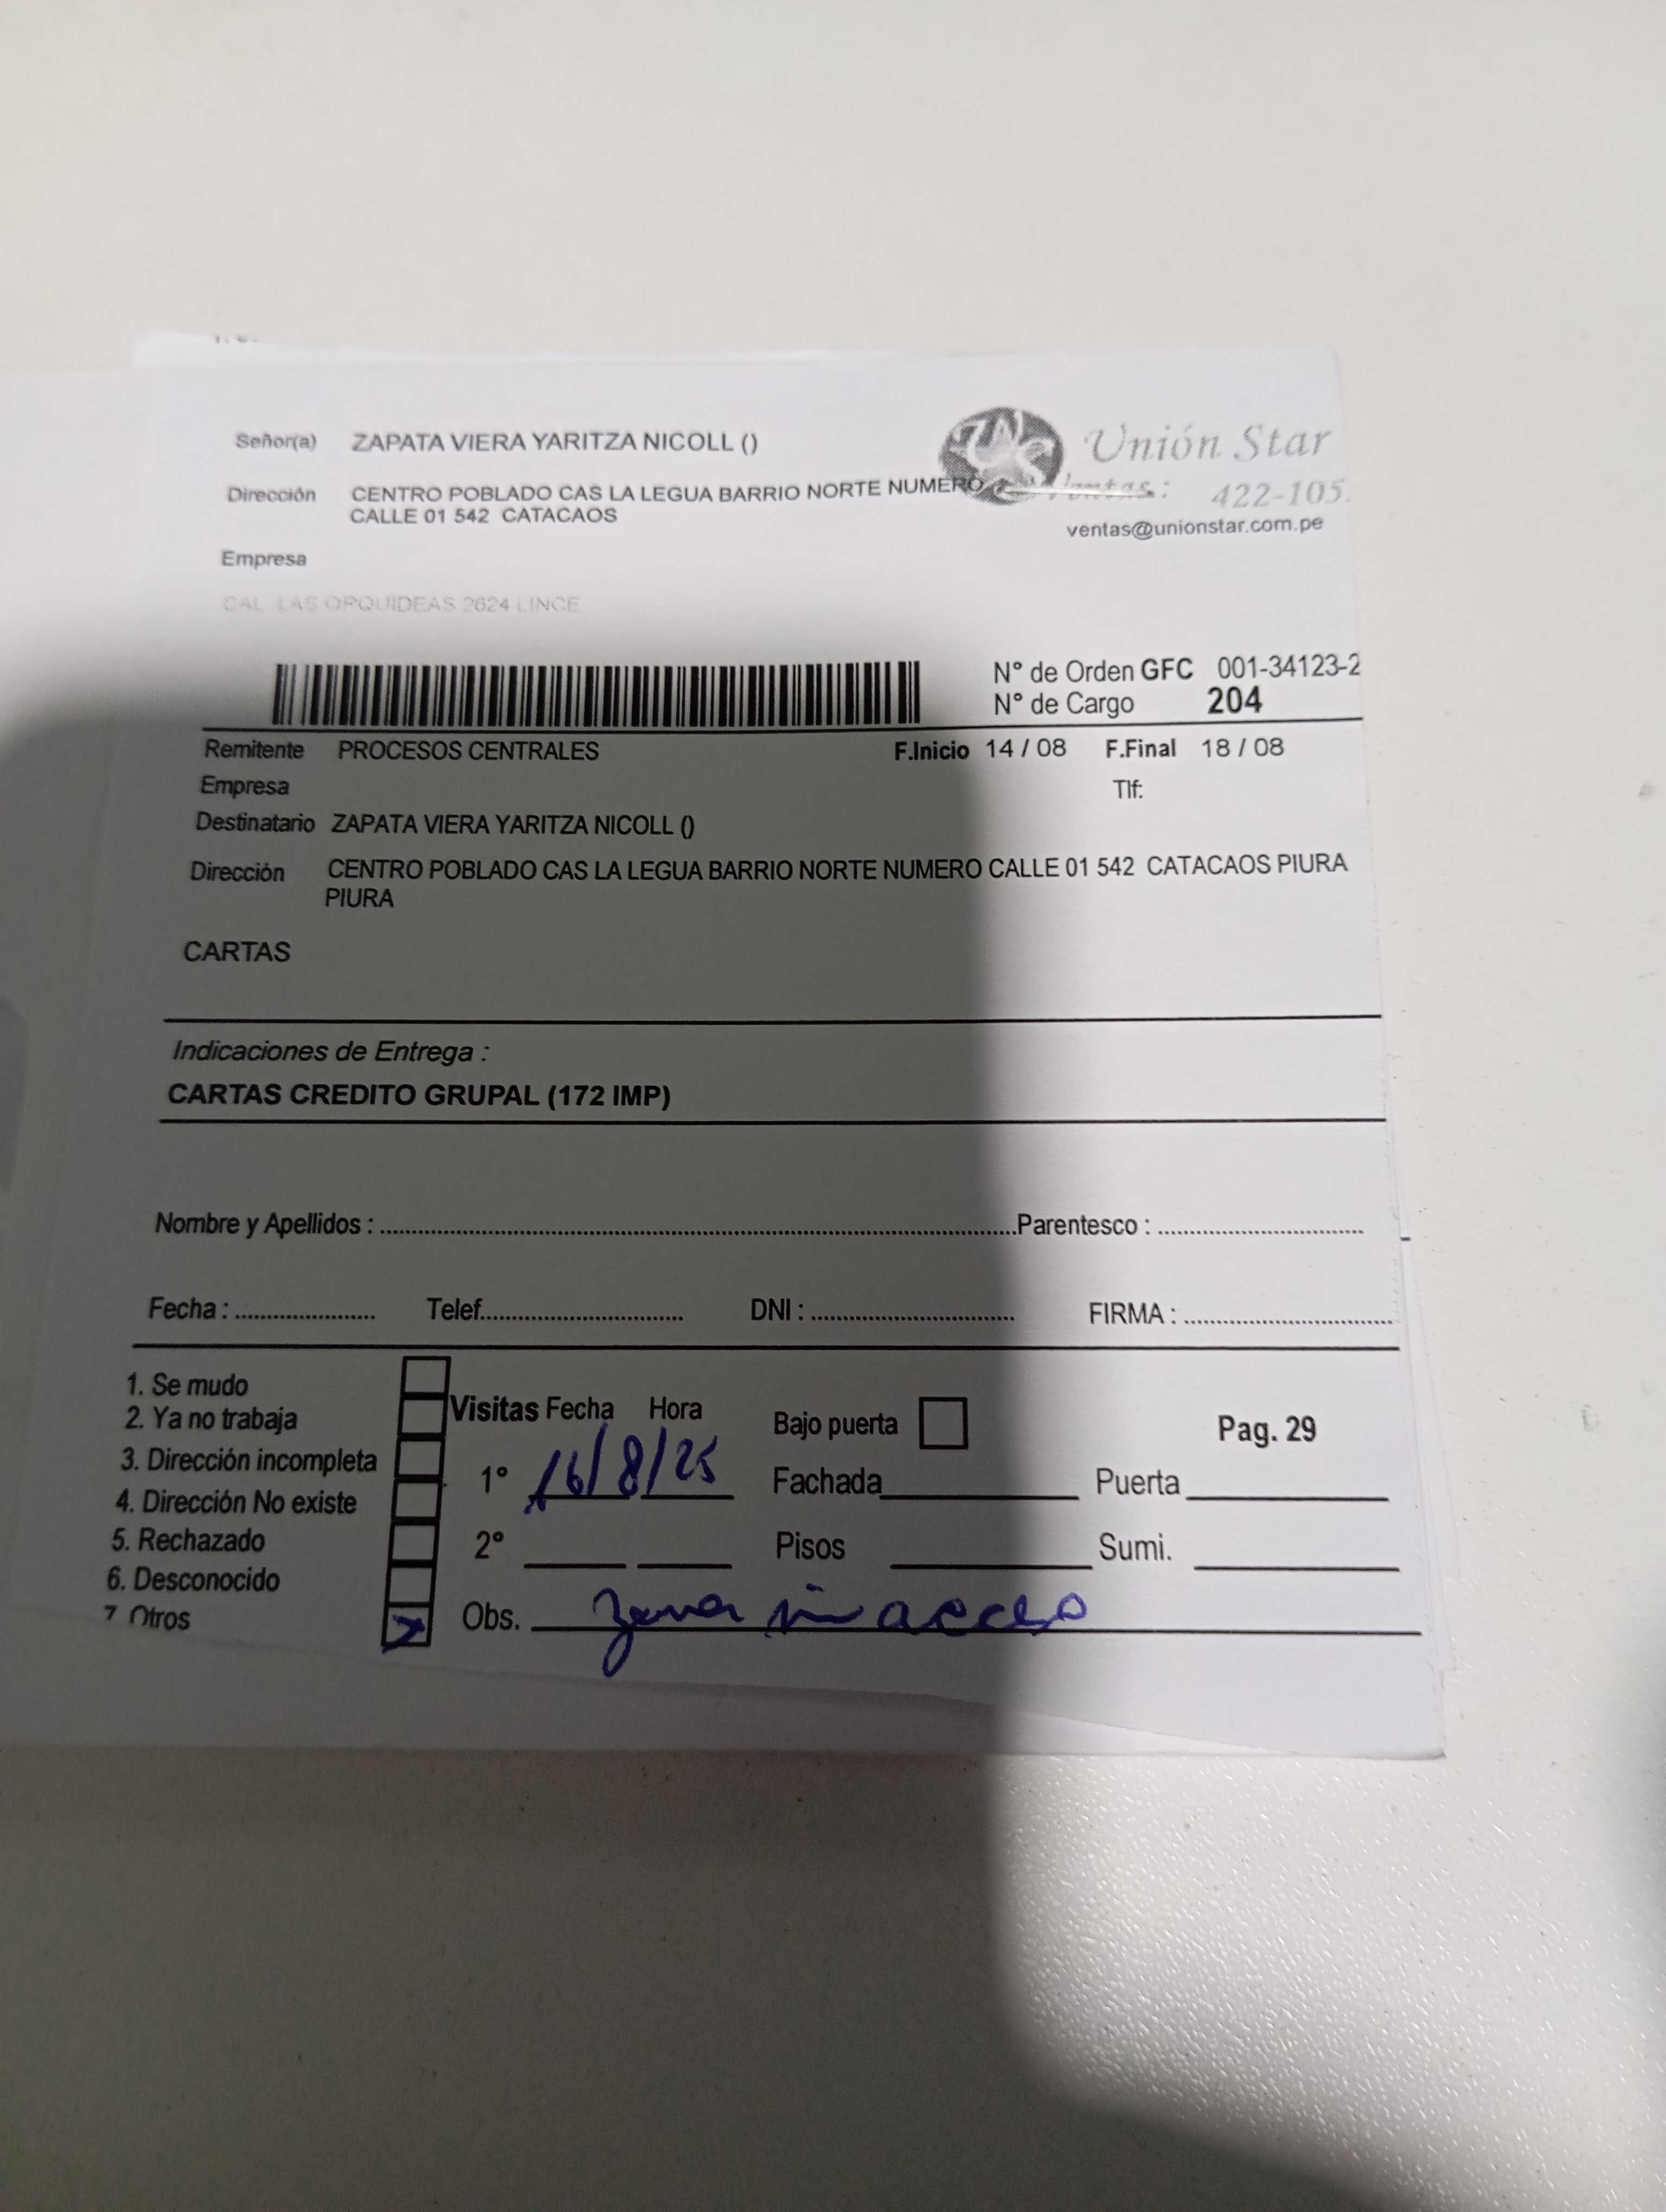 Señor(a) ZAPATA VIERA YARITZA NICOLL ()
Unión Star
Dirección CENTRO POBLADO CAS LA LEGUA BARRIO NORTE NUMERO
Ventas: 422-105
CALLE 01 542 CATACAOS
ventas@unionstar.com.pe
Empresa
CAL LAS ORQUIDEAS 2624 LINCE
N° de Orden GFC 001-34123-2
N° de Cargo 204
Remitente PROCESOS CENTRALES F.Inicio 14 / 08 F.Final 18 / 08
Empresa Tlf:
Destinatario ZAPATA VIERA YARITZA NICOLL ()
Dirección CENTRO POBLADO CAS LA LEGUA BARRIO NORTE NUMERO CALLE 01 542 CATACAOS PIURA
PIURA
CARTAS
Indicaciones de Entrega :
CARTAS CREDITO GRUPAL (172 IMP)
Nombre y Apellidos : Parentesco :
Fecha : Telef. DNI : FIRMA :
1. Se mudo
2. Ya no trabaja
3. Dirección incompleta
4. Dirección No existe
5. Rechazado
6. Desconocido
7 Otros
Visitas Fecha Hora
1° 16/8/25
2°
Bajo puerta
Pag. 29
Fachada Puerta
Pisos Sumi.
Obs. zona sin acceso